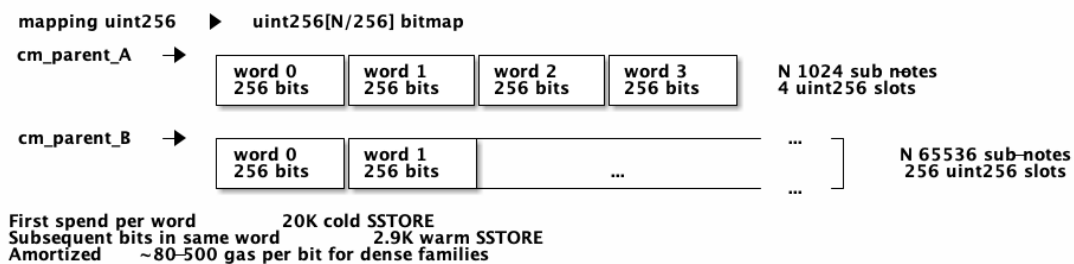 mapping uint256 ▶ uint256[N/256] bitmap
cm_parent_A →
word 0 word 1 word 2 word 3
256 bits 256 bits 256 bits 256 bits
N 1024 sub notes
4 uint256 slots
cm_parent_B →
word 0 word 1
256 bits 256 bits
...
...
...
N 65536 sub-notes
256 uint256 slots
First spend per word 20K cold SSTORE
Subsequent bits in same word 2.9K warm SSTORE
Amortized ~80-500 gas per bit for dense families